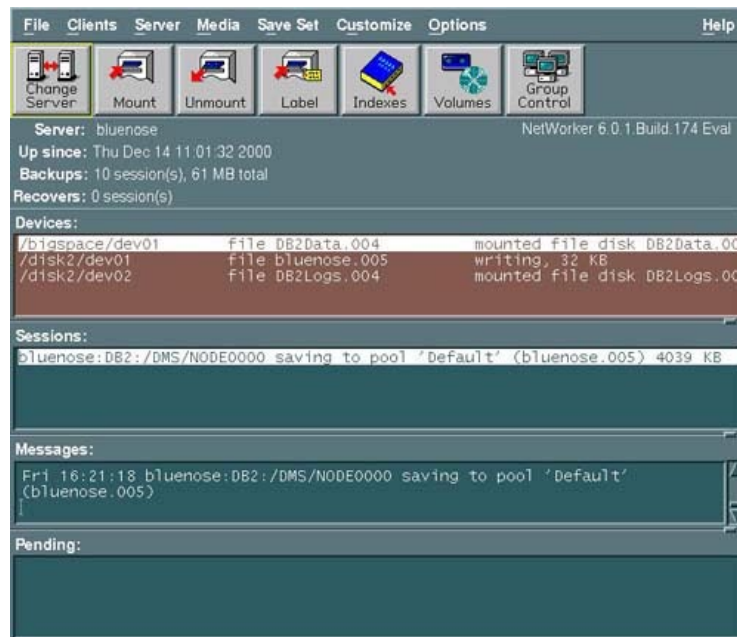 File Clients Server Media Save Set Customize Options Help
Change Server
Mount
Unmount
Label
Indexes
Volumes
Group Control
Server: bluenose NetWorker 6.0.1.Build.174 Eval
Up since: Thu Dec 14 11:01:32 2000
Backups: 10 session(s), 61 MB total
Recovers: 0 session(s)
Devices:
/bigspace/dev01 file DB2Data.004 mounted file disk DB2Data.00
/disk2/dev01 file bluenose.005 writing, 32 KB
/disk2/dev02 file DB2Logs.004 mounted file disk DB2Logs.00
Sessions:
bluenose:DB2:/DMS/NODE0000 saving to pool 'Default' (bluenose.005) 4039 KB
Messages:
Fri 16:21:18 bluenose:DB2:/DMS/NODE0000 saving to pool 'Default'
(bluenose.005)
Pending: